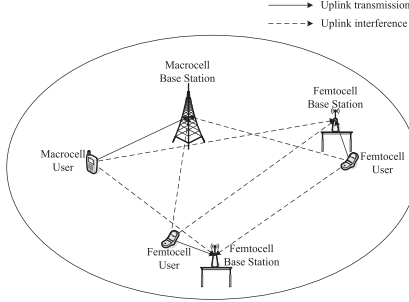 Uplink transmission
Uplink interference
Macrocell
Base Station
Femtocell
Base Station
Macrocell
User
Femtocell
User
Femtocell
User
Femtocell
Base Station